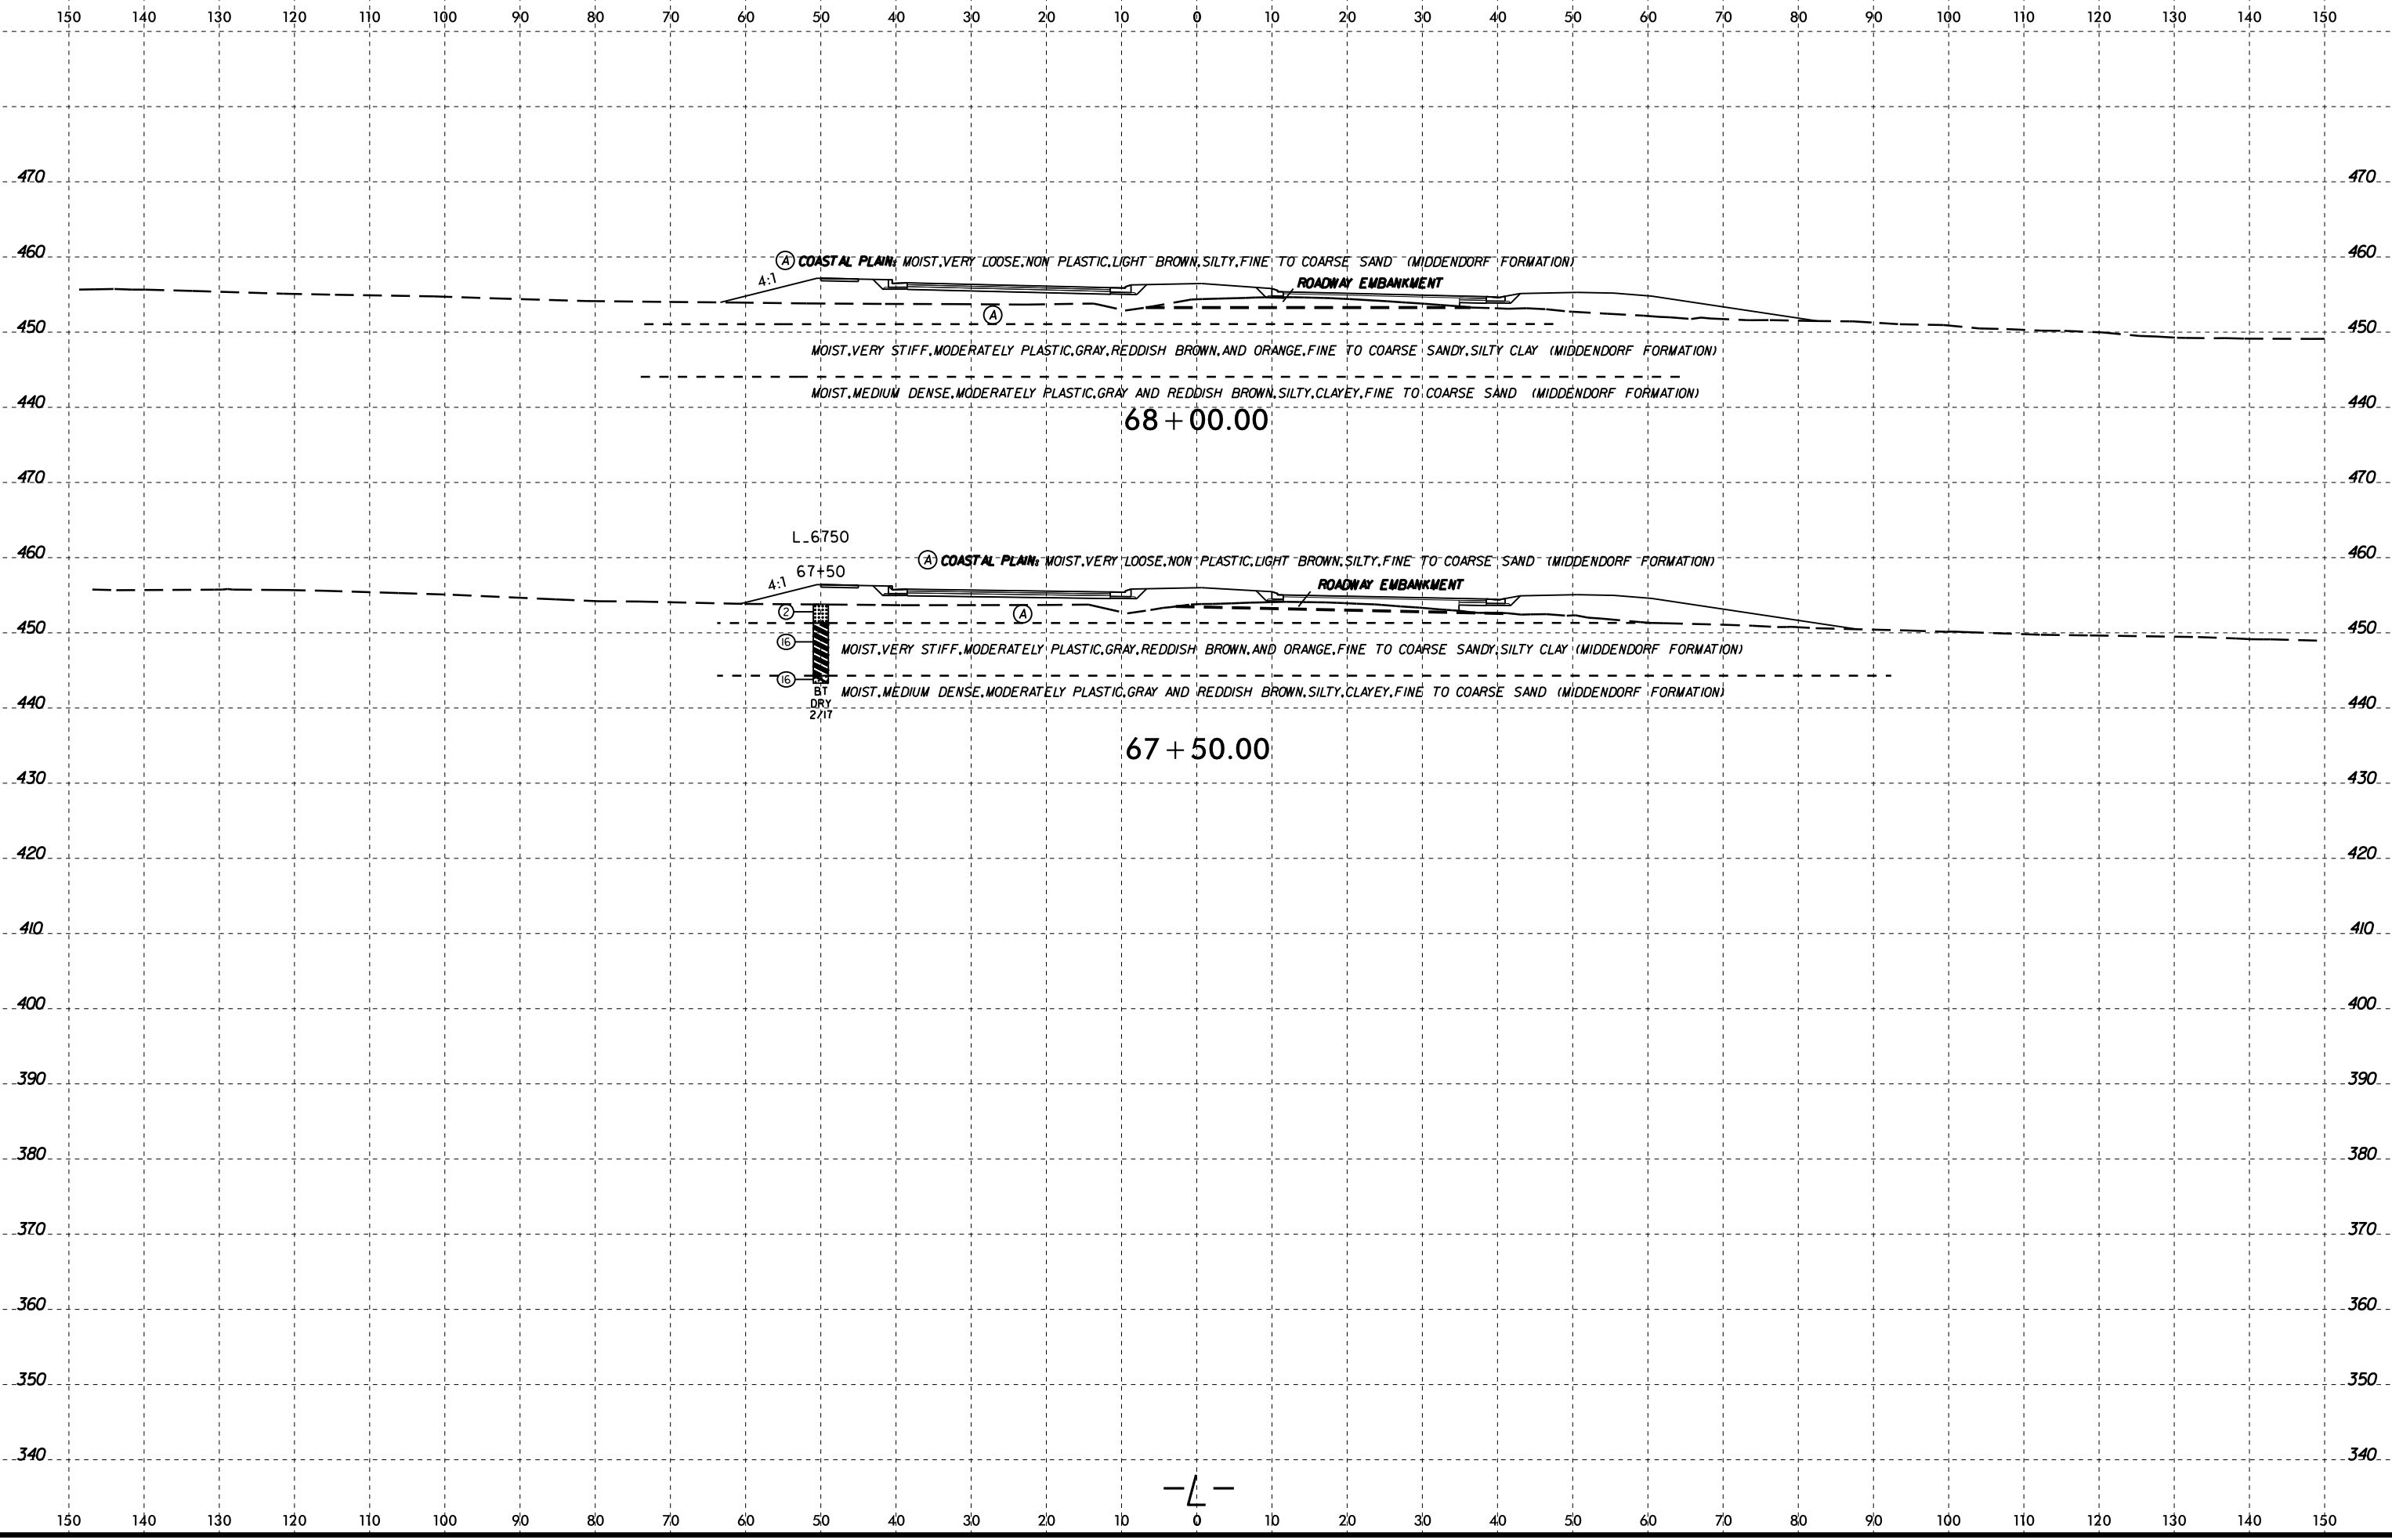 150 140 130 120 110 100 90 80 70 60 50 40 30 20 10 0 10 20 30 40 50 60 70 80 90 100 110 120 130 140 150
470 470
460 460
Ⓐ COASTAL PLAIN: MOIST, VERY LOOSE, NON PLASTIC, LIGHT BROWN, SILTY, FINE TO COARSE SAND (MIDDENDORF FORMATION)
4:1 ROADWAY EMBANKMENT
Ⓐ
450 450
MOIST, VERY STIFF, MODERATELY PLASTIC, GRAY, REDDISH BROWN, AND ORANGE, FINE TO COARSE SANDY, SILTY CLAY (MIDDENDORF FORMATION)
MOIST, MEDIUM DENSE, MODERATELY PLASTIC, GRAY AND REDDISH BROWN, SILTY, CLAYEY, FINE TO COARSE SAND (MIDDENDORF FORMATION)
440 440
68+00.00
470 470
L_6750
460 460
Ⓐ COASTAL PLAIN: MOIST, VERY LOOSE, NON PLASTIC, LIGHT BROWN, SILTY, FINE TO COARSE SAND (MIDDENDORF FORMATION)
67+50
4:1 ROADWAY EMBANKMENT
2 Ⓐ
450 450
16
MOIST, VERY STIFF, MODERATELY PLASTIC, GRAY, REDDISH BROWN, AND ORANGE, FINE TO COARSE SANDY, SILTY CLAY (MIDDENDORF FORMATION)
16
BT MOIST, MEDIUM DENSE, MODERATELY PLASTIC, GRAY AND REDDISH BROWN, SILTY, CLAYEY, FINE TO COARSE SAND (MIDDENDORF FORMATION)
DRY
440 440
2/17
67+50.00
430 430
420 420
410 410
400 400
390 390
380 380
370 370
360 360
350 350
340 340
-L-
150 140 130 120 110 100 90 80 70 60 50 40 30 20 10 0 10 20 30 40 50 60 70 80 90 100 110 120 130 140 150